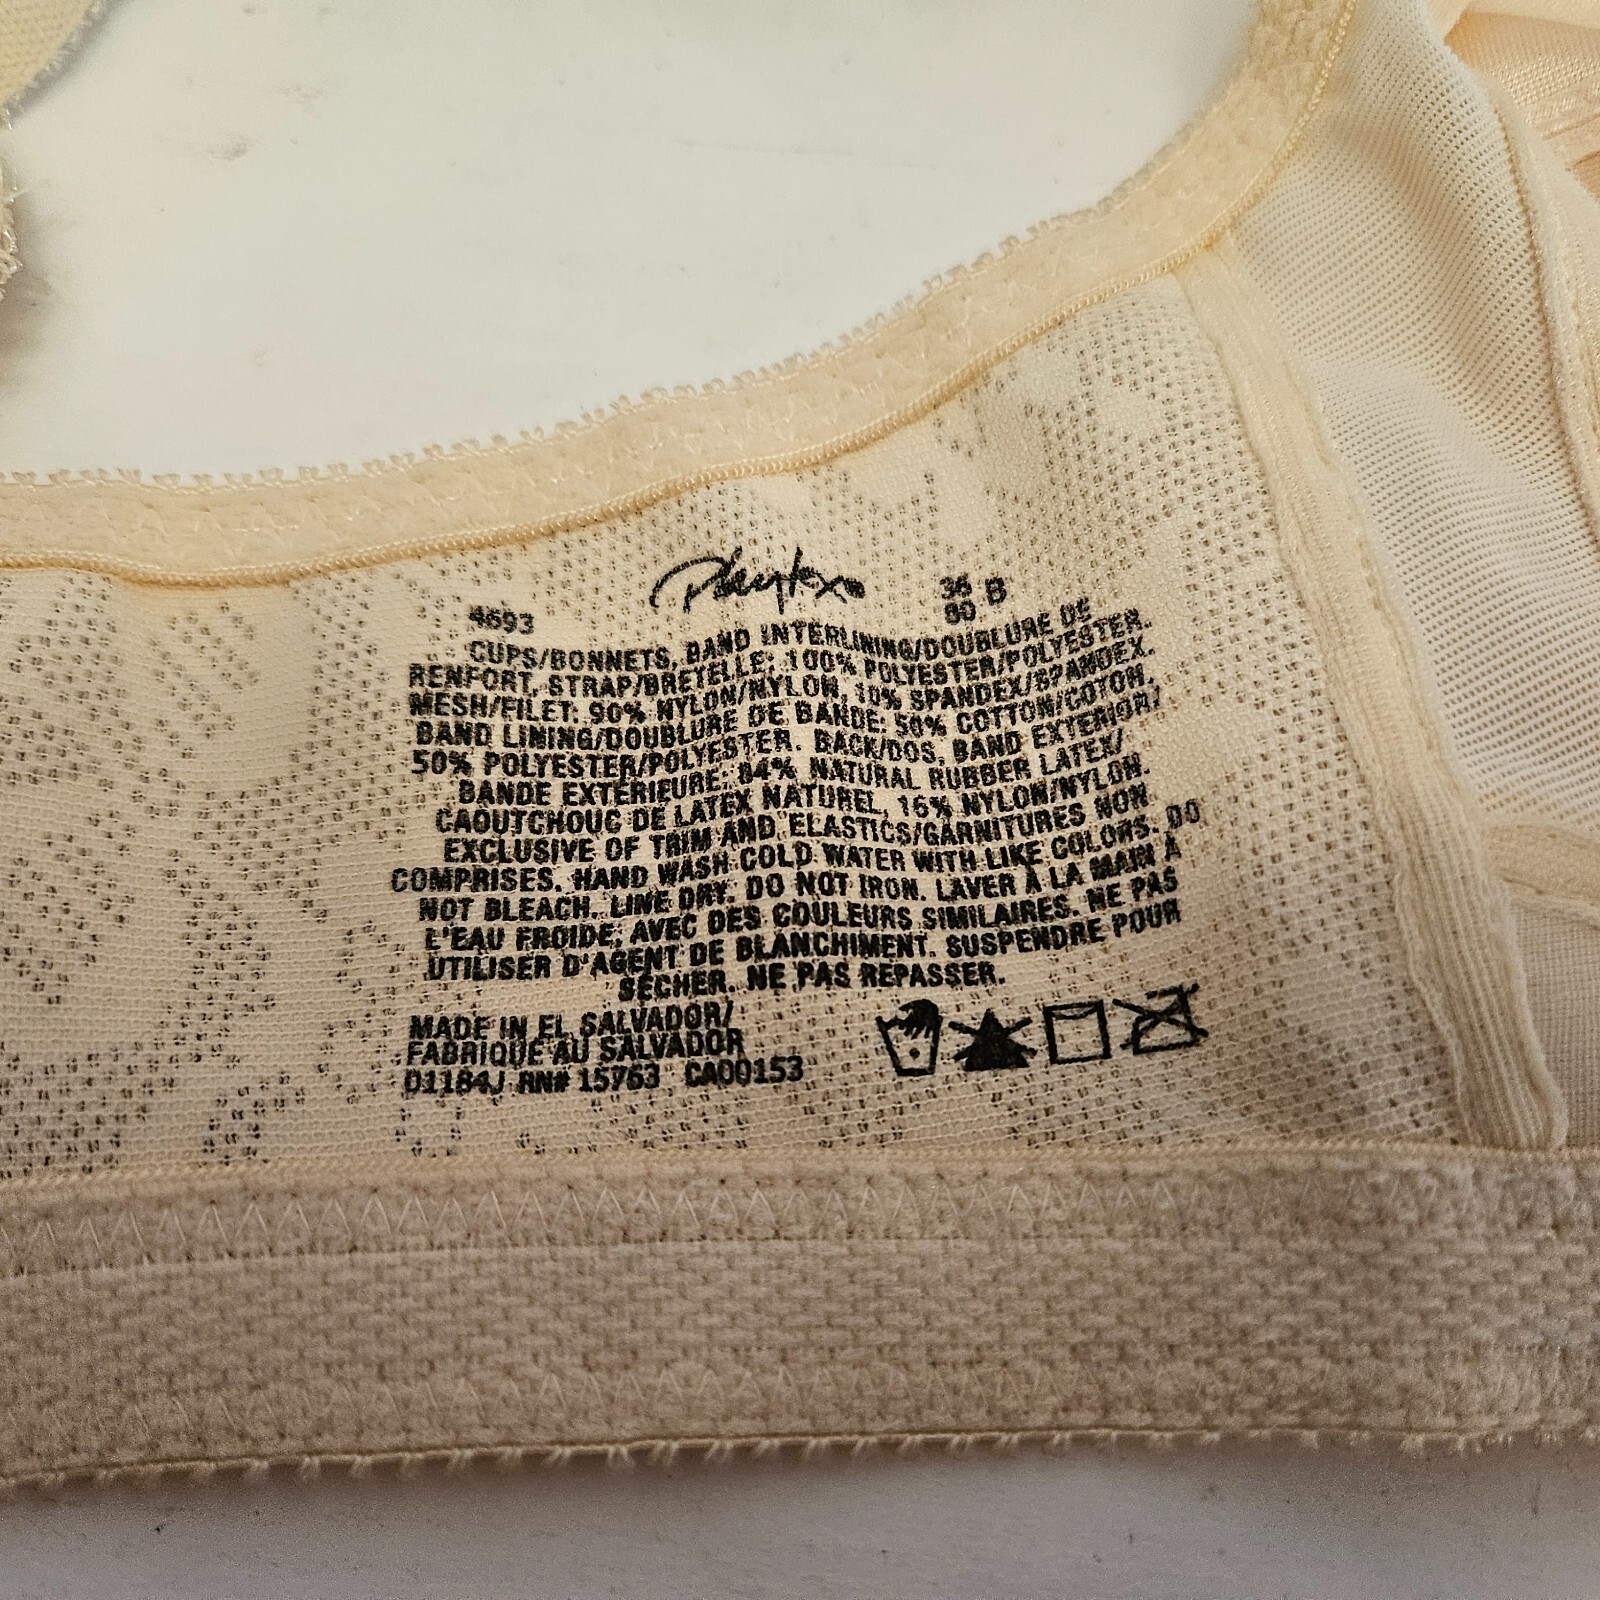 Playtex
4693
36 B
80
CUPS/BONNETS, BAND INTERLINING/DOUBLURE DE
RENFORT, STRAP/BRETELLE: 100% POLYESTER/POLYESTER.
MESH/FILET: 90% NYLON/NYLON, 10% SPANDEX/SPANDEX.
BAND LINING/DOUBLURE DE BANDE: 50% COTTON/COTON.
50% POLYESTER/POLYESTER. BACK/DOS, BAND EXTERIOR/
BANDE EXTERIEURE: 84% NATURAL RUBBER LATEX/
CAOUTCHOUC DE LATEX NATUREL, 16% NYLON/NYLON.
EXCLUSIVE OF TRIM AND ELASTICS/GARNITURES NON
COMPRISES. HAND WASH COLD WATER WITH LIKE COLORS. DO
NOT BLEACH. LINE DRY. DO NOT IRON. LAVER À LA MAIN À
L'EAU FROIDE, AVEC DES COULEURS SIMILAIRES. NE PAS
UTILISER D'AGENT DE BLANCHIMENT. SUSPENDRE POUR
SÉCHER. NE PAS REPASSER.
MADE IN EL SALVADOR/
FABRIQUÉ AU SALVADOR
01184J RN# 15763 CA00153